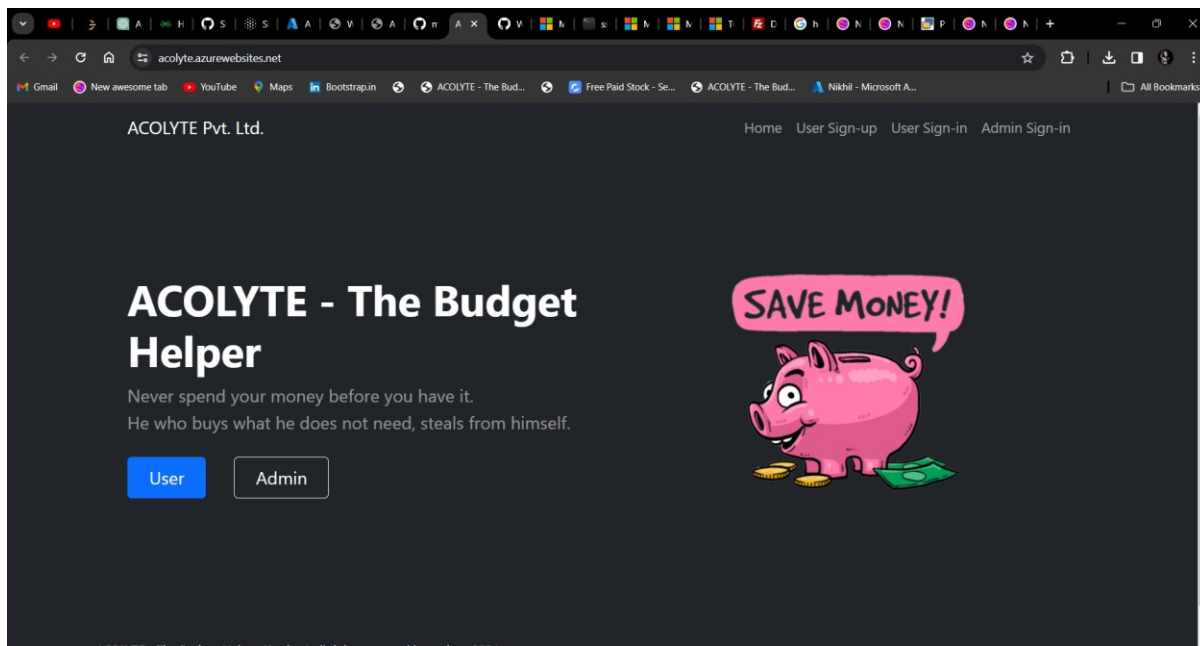 acolyte.azurewebsites.net
Gmail New awesome tab YouTube Maps Bootstrap.in ACOLYTE - The Bud... Free Paid Stock - Se... ACOLYTE - The Bud... Nikhil - Microsoft A... All Bookmarks
ACOLYTE Pvt. Ltd. Home User Sign-up User Sign-in Admin Sign-in
SAVE MONEY!
ACOLYTE - The Budget
Helper
Never spend your money before you have it.
He who buys what he does not need, steals from himself.
User Admin